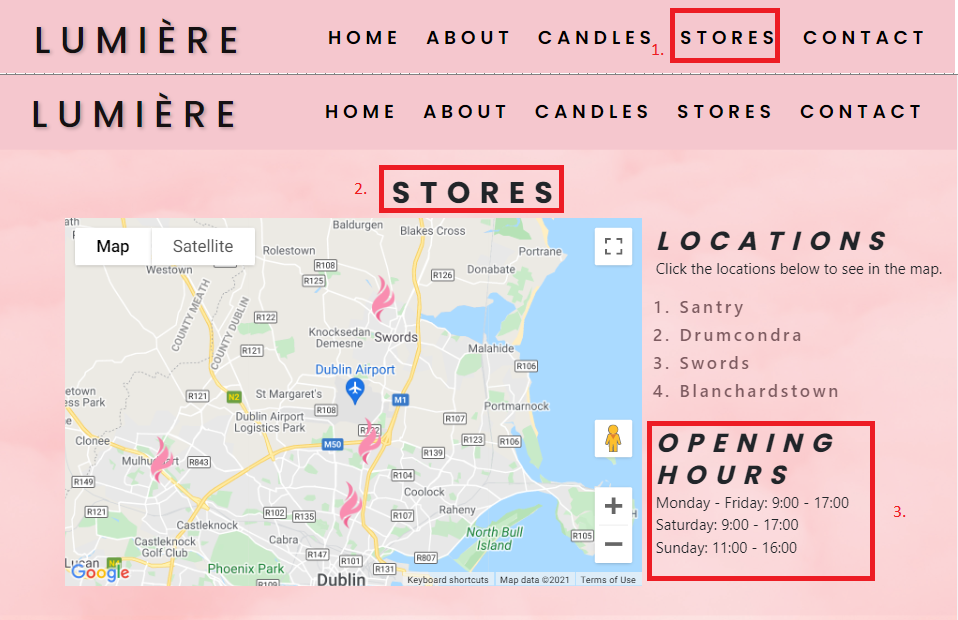 LUMIÈRE HOME ABOUT CANDLES 1. STORES CONTACT
LUMIÈRE HOME ABOUT CANDLES STORES CONTACT
2. STORES
Map Satellite
ath
Baldurgen
Blakes Cross
Rolestown
Portrane
Westown
R108
R126
Donabate
R125
COUNTY MEATH
COUNTY DUBLIN
R122
Knocksedan
Demesne
Swords
R121
Malahide
R106
Dublin Airport
etown
ess Park
R121
N2
St Margaret's
M1
R108
Portmarnock
Dublin Airport
Logistics Park
R107
R132
Clonee
M50
R123
R106
R139
Mulhuddart
R843
R104
R149
Coolock
R121
R102
R135
R107
Raheny
Castleknock
R105
North Bull
Island
Cabra
Castleknock
Golf Club
R147
R807
Lucan
N4
R101
Phoenix Park
R131
R109
Dublin
Google
Keyboard shortcuts Map data ©2021 Terms of Use
LOCATIONS
Click the locations below to see in the map.
1. Santry
2. Drumcondra
3. Swords
4. Blanchardstown
OPENING
HOURS
Monday - Friday: 9:00 - 17:00
3.
Saturday: 9:00 - 17:00
Sunday: 11:00 - 16:00